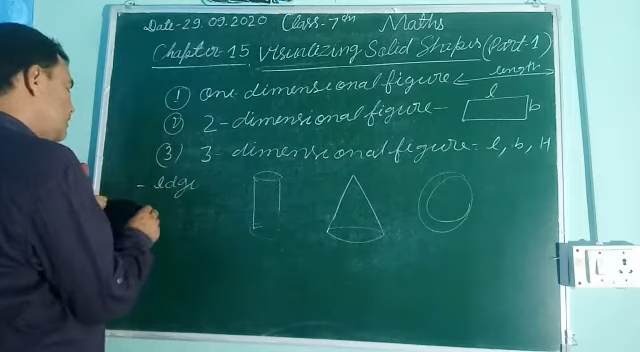 Date-29.09.2020 Class-7th Maths
Chapter-15 Visualizing Solid Shapes (Part-1)
① one dimensional figure length
② 2-dimensional figure- l b
③ 3-dimensional figure- l, b, H
- edge